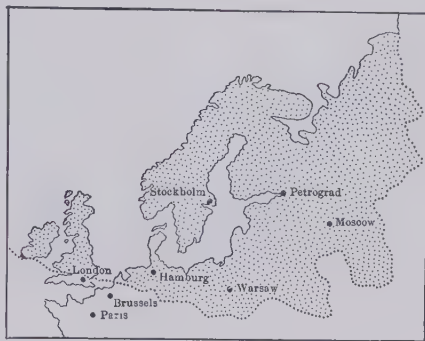 Stockholm
Petrograd
Moscow
London
Hamburg
Brussels
Warsaw
Paris